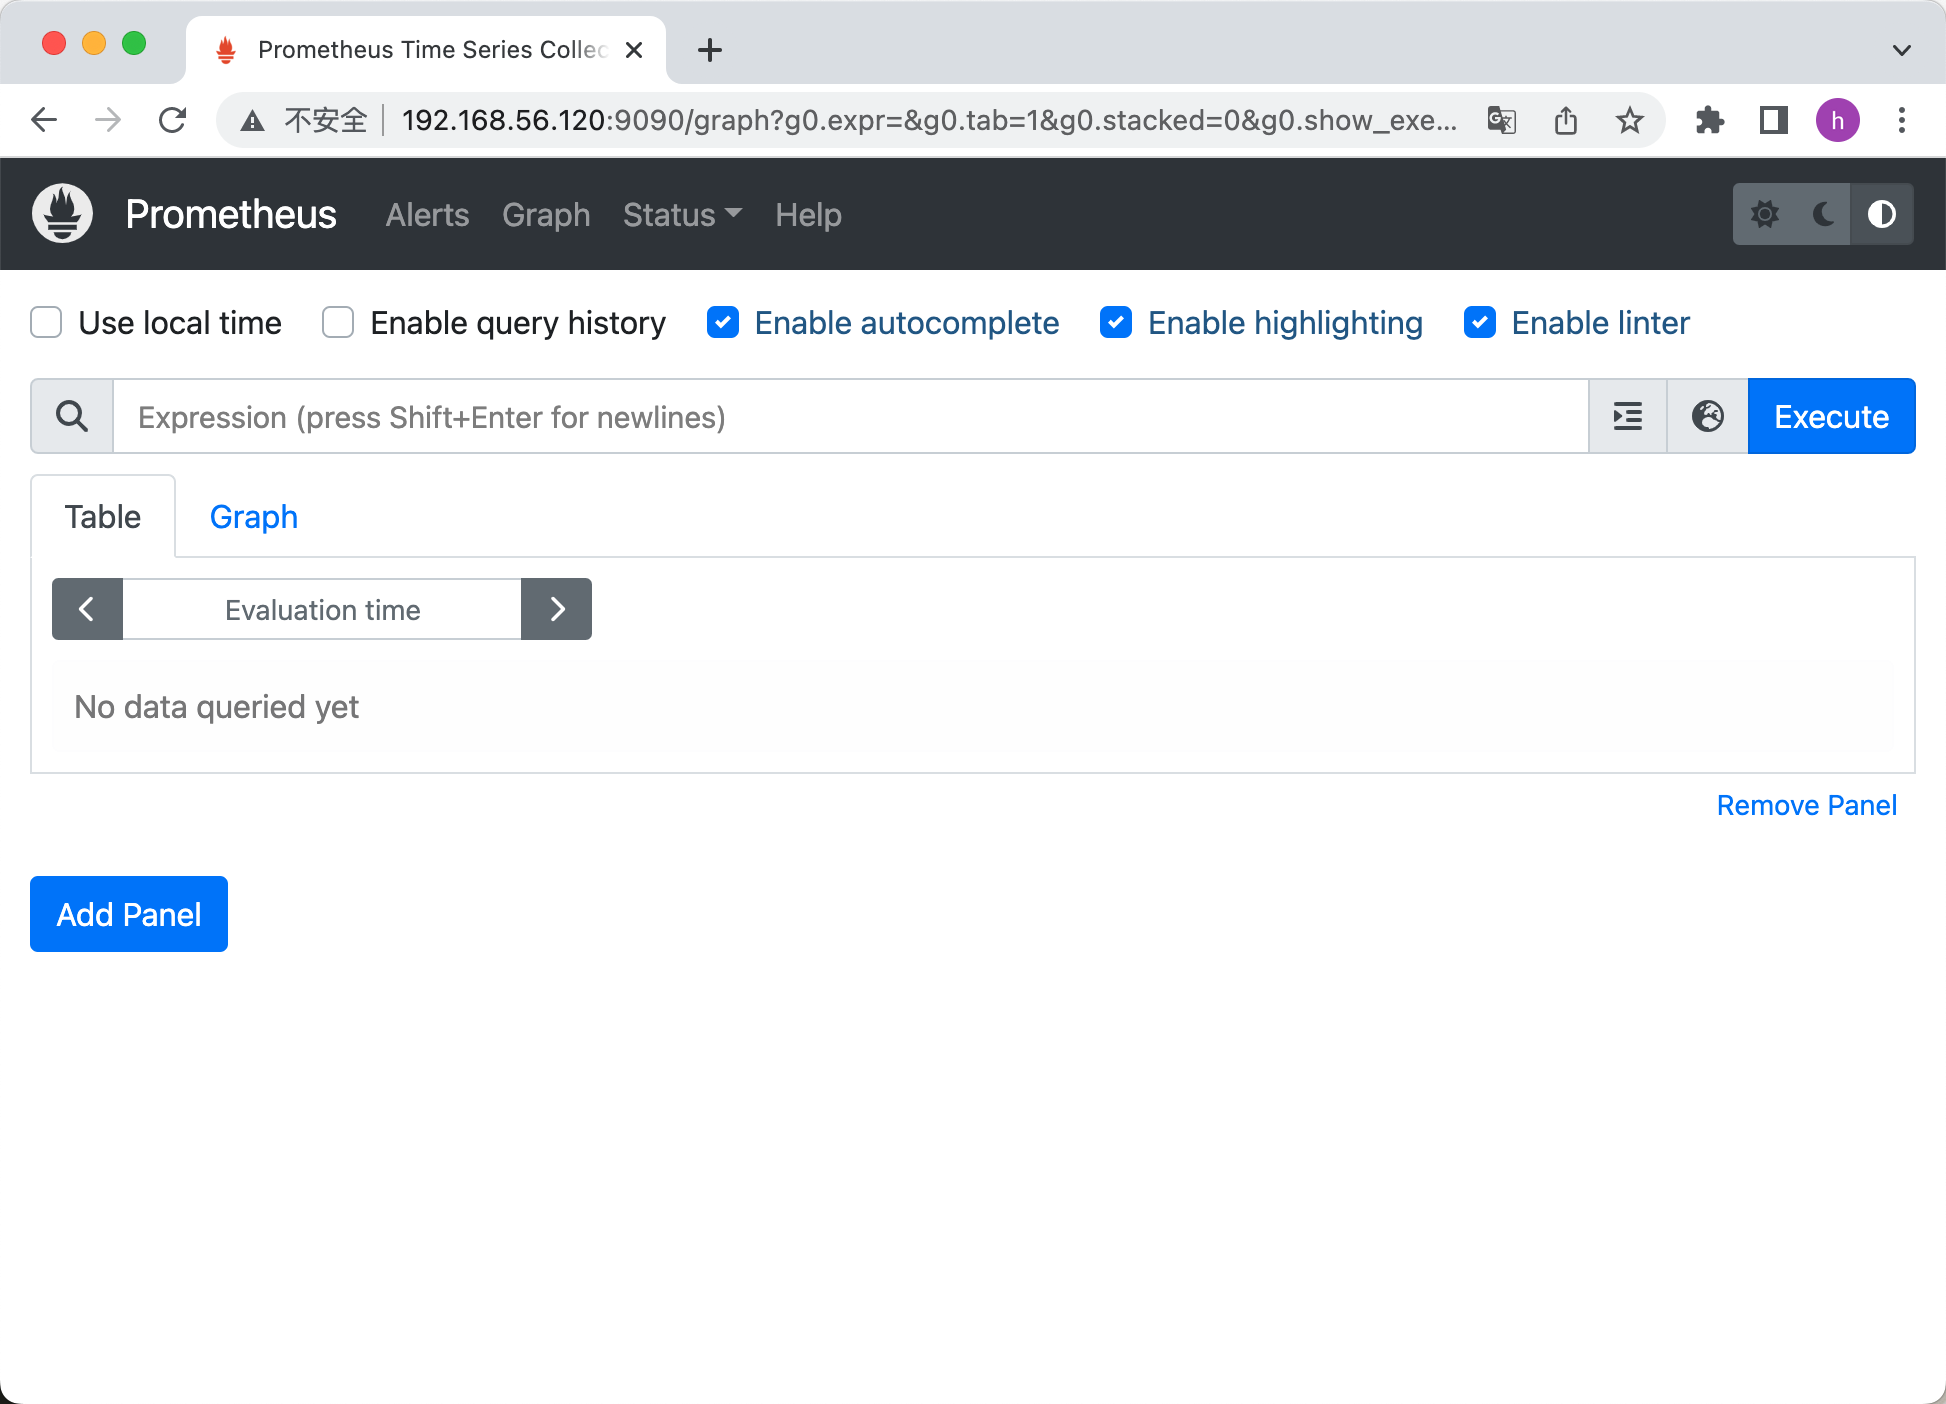 Prometheus Time Series Collec
不安全 192.168.56.120:9090/graph?g0.expr=&g0.tab=1&g0.stacked=0&g0.show_exe... h
Prometheus Alerts Graph Status Help
Use local time Enable query history Enable autocomplete Enable highlighting Enable linter
Expression (press Shift+Enter for newlines) Execute
Table Graph
Evaluation time
No data queried yet
Remove Panel
Add Panel